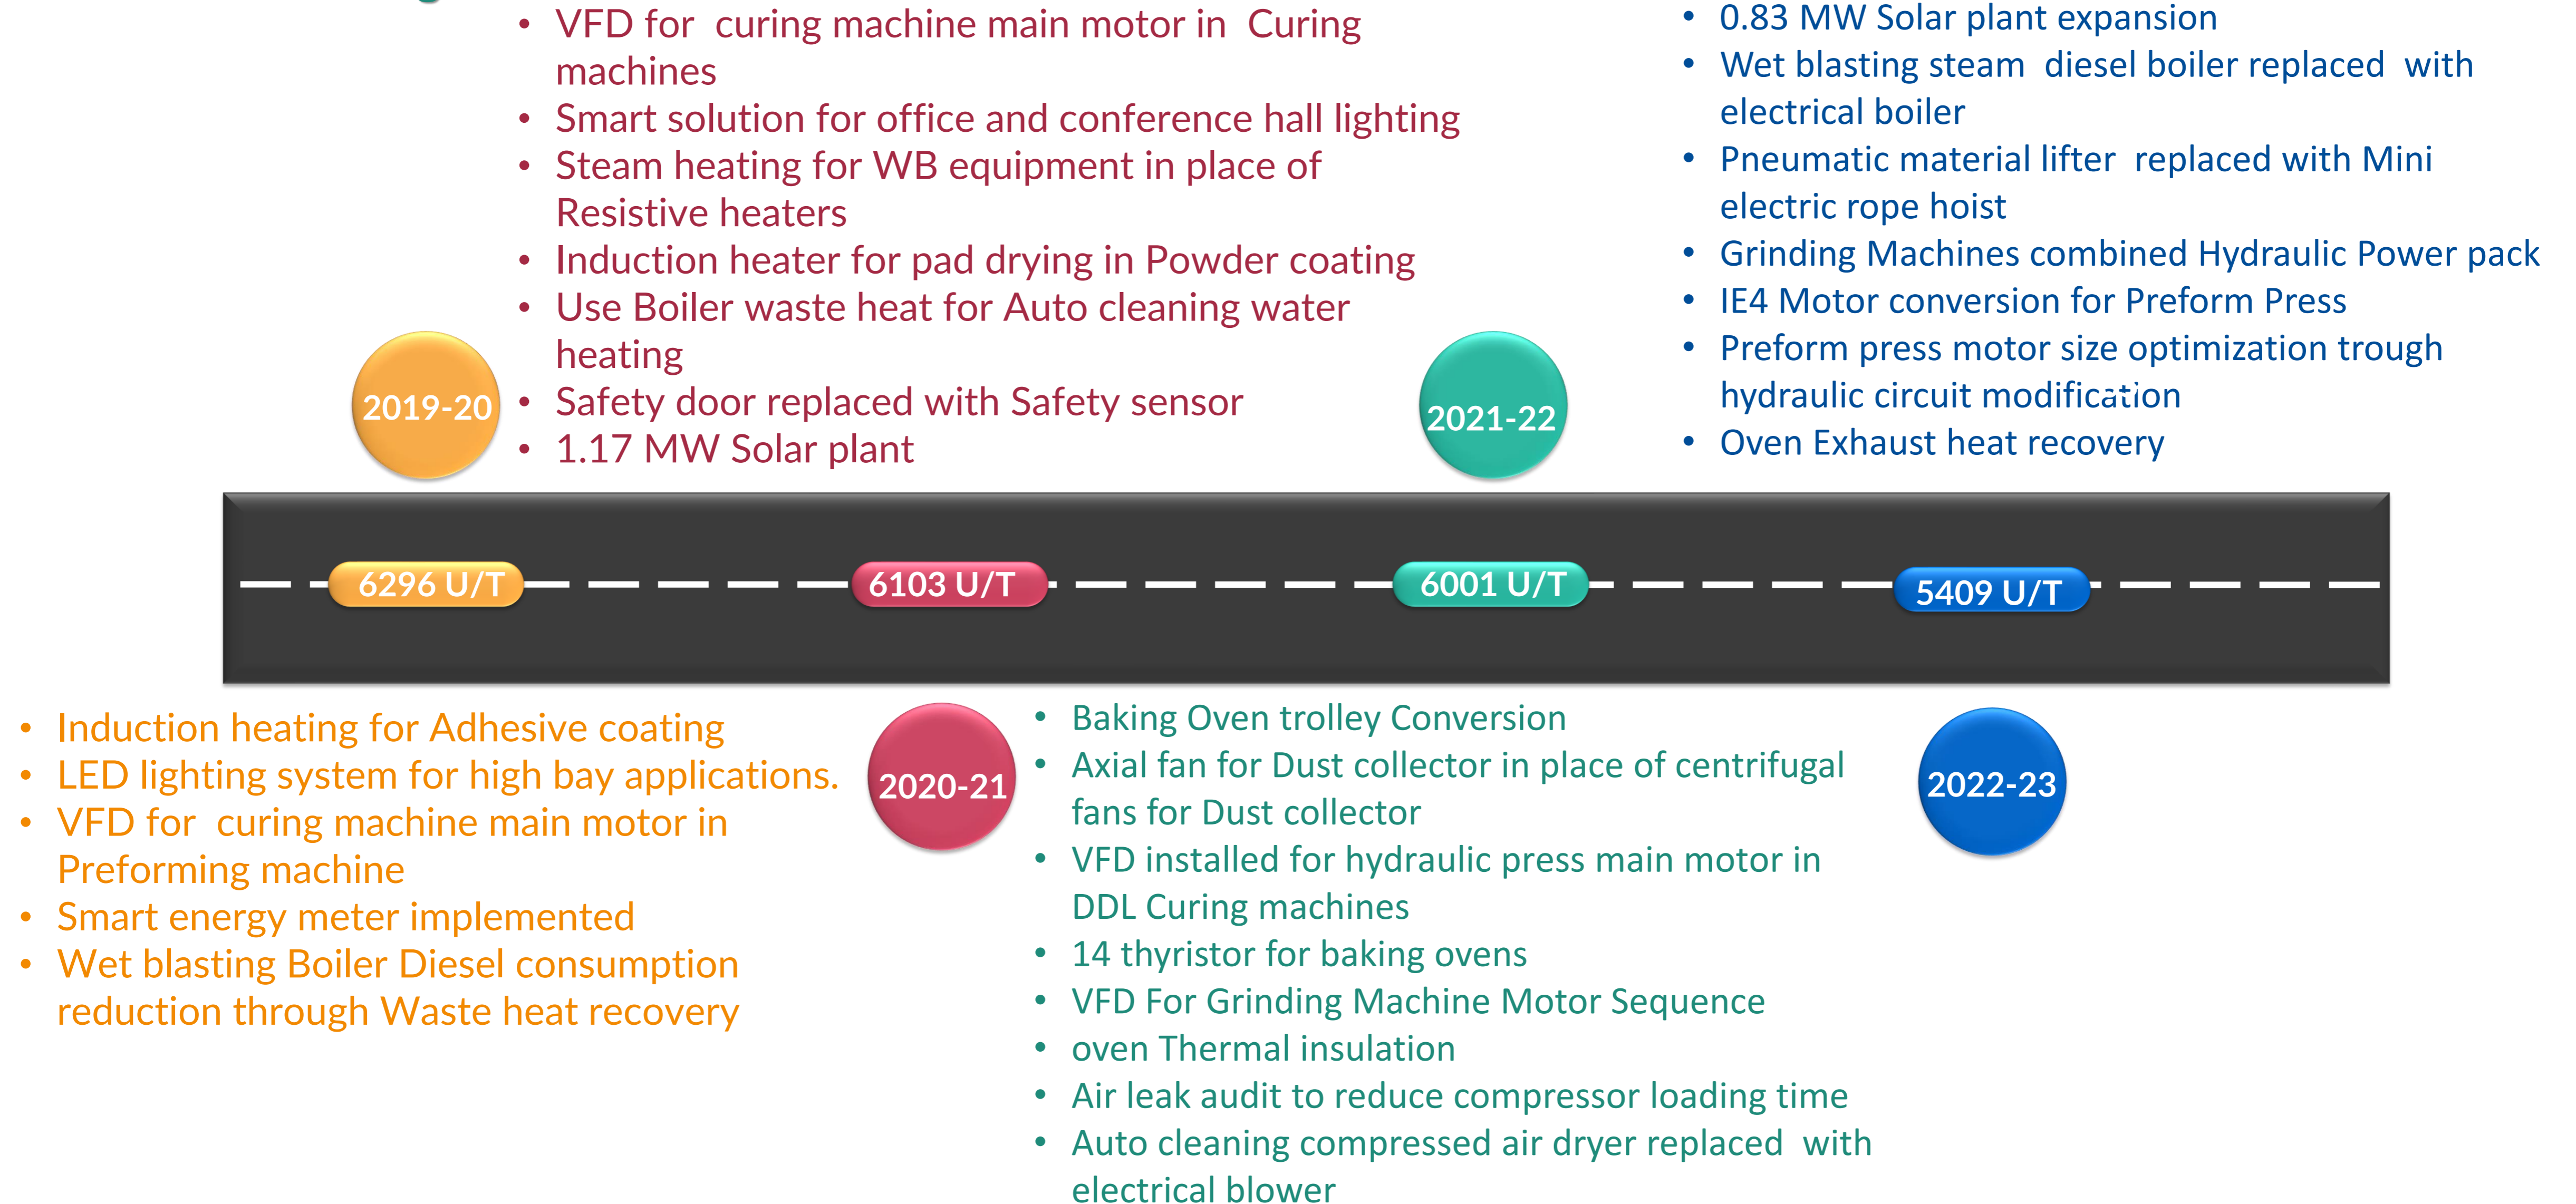 • VFD for  curing machine main motor in  Curing
machines
• Smart solution for office and conference hall lighting
• Steam heating for WB equipment in place of
Resistive heaters
• Induction heater for pad drying in Powder coating
• Use Boiler waste heat for Auto cleaning water
heating
• Safety door replaced with Safety sensor
• 1.17 MW Solar plant
• 0.83 MW Solar plant expansion
• Wet blasting steam  diesel boiler replaced  with
electrical boiler
• Pneumatic material lifter  replaced with Mini
electric rope hoist
• Grinding Machines combined Hydraulic Power pack
• IE4 Motor conversion for Preform Press
• Preform press motor size optimization trough
hydraulic circuit modification
• Oven Exhaust heat recovery
2019-20
2021-22
6296 U/T
6103 U/T
6001 U/T
5409 U/T
• Induction heating for Adhesive coating
• LED lighting system for high bay applications.
• VFD for  curing machine main motor in
Preforming machine
• Smart energy meter implemented
• Wet blasting Boiler Diesel consumption
reduction through Waste heat recovery
2020-21
• Baking Oven trolley Conversion
• Axial fan for Dust collector in place of centrifugal
fans for Dust collector
• VFD installed for hydraulic press main motor in
DDL Curing machines
• 14 thyristor for baking ovens
• VFD For Grinding Machine Motor Sequence
• oven Thermal insulation
• Air leak audit to reduce compressor loading time
• Auto cleaning compressed air dryer replaced  with
electrical blower
2022-23